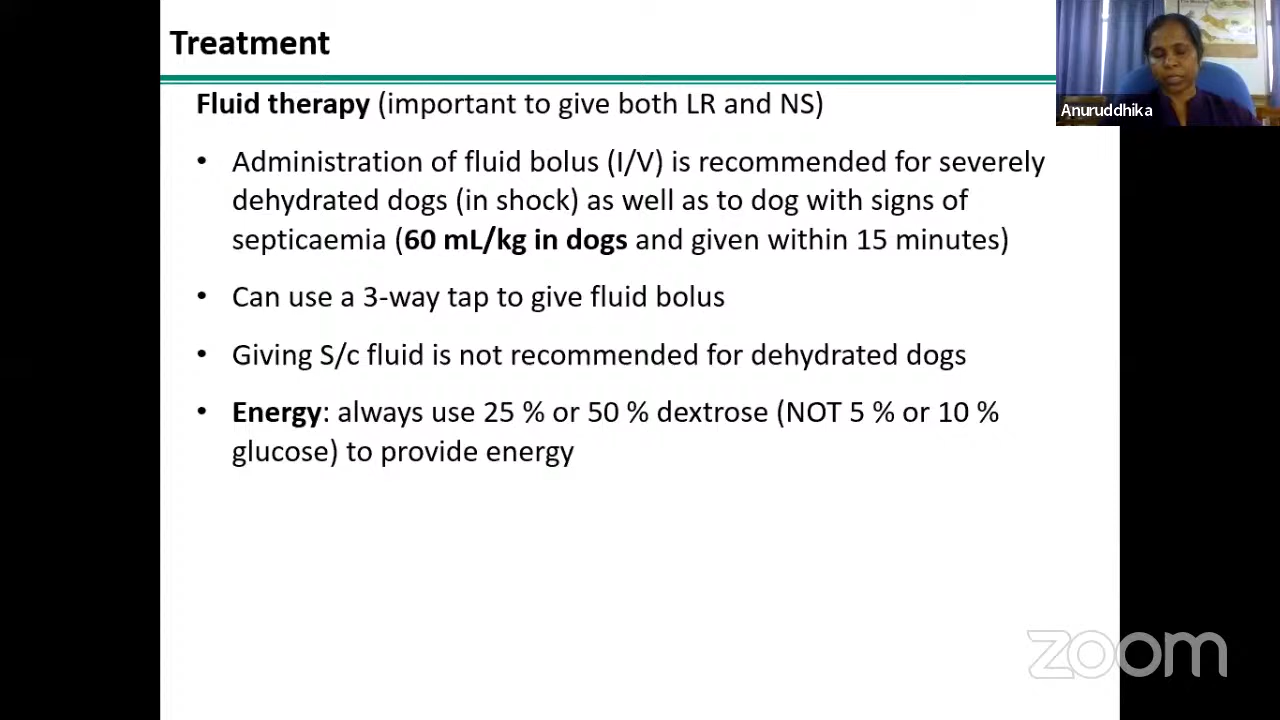 Treatment
Anuruddhika
Fluid therapy (important to give both LR and NS)
• Administration of fluid bolus (I/V) is recommended for severely
dehydrated dogs (in shock) as well as to dog with signs of
septicaemia (60 mL/kg in dogs and given within 15 minutes)
• Can use a 3-way tap to give fluid bolus
• Giving S/c fluid is not recommended for dehydrated dogs
• Energy: always use 25 % or 50 % dextrose (NOT 5 % or 10 %
glucose) to provide energy
zoom